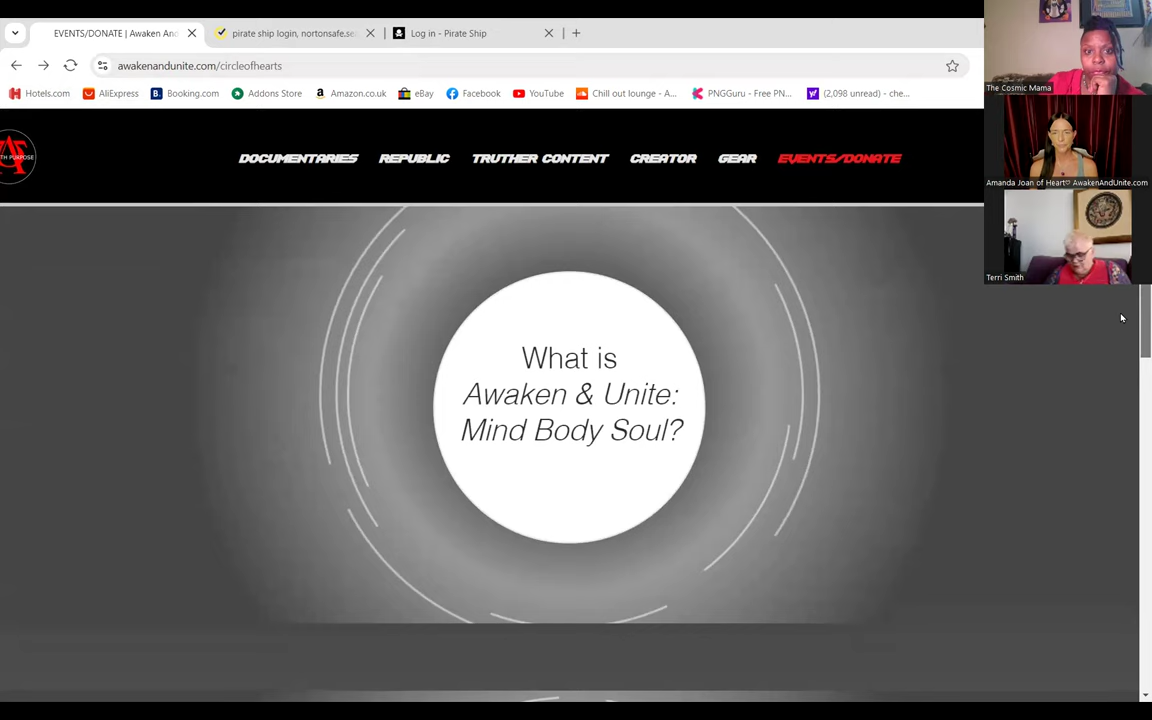 EVENTS/DONATE | Awaken And
pirate ship login, nortonsafe.se
Log in - Pirate Ship
awakenandunite.com/circleofhearts
Hotels.com
AliExpress
Booking.com
Addons Store
Amazon.co.uk
eBay
Facebook
YouTube
Chill out lounge - A...
PNGGuru - Free PN...
(2,098 unread) - che...
The Cosmic Mama
TH PURPOSE
DOCUMENTARIES
REPUBLIC
TRUTHER CONTENT
CREATOR
GEAR
EVENTS/DONATE
Amanda Joan of Heart♡ AwakenAndUnite.com
Terri Smith
What is
Awaken & Unite:
Mind Body Soul?